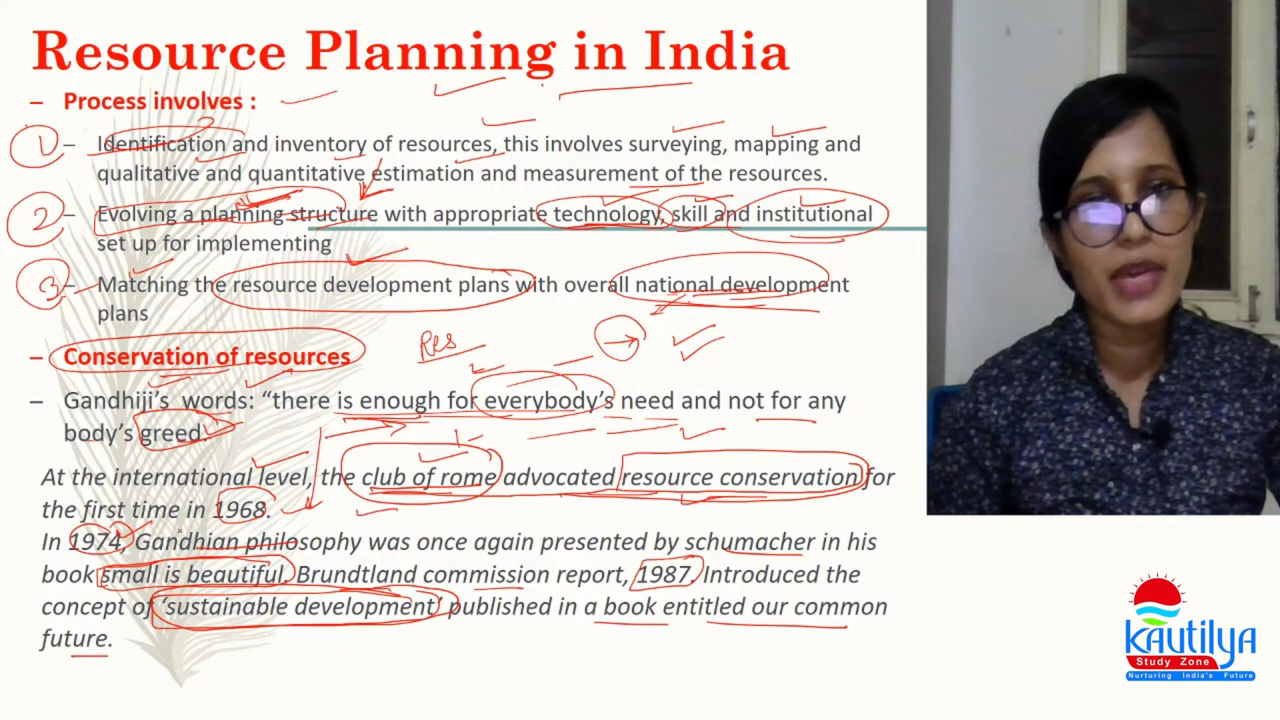 Resource Planning in India
– Process involves :
1 – Identification and inventory of resources, this involves surveying, mapping and
qualitative and quantitative estimation and measurement of the resources.
2 – Evolving a planning structure with appropriate technology, skill and institutional
set up for implementing
3 – Matching the resource development plans with overall national development
plans
– Conservation of resources
Res
– Gandhiji's words: “there is enough for everybody's need and not for any
body's greed.
At the international level, the club of rome advocated resource conservation for
the first time in 1968.
In 1974, Gandhian philosophy was once again presented by schumacher in his
book small is beautiful. Brundtland commission report, 1987. Introduced the
concept of ‘sustainable development’ published in a book entitled our common
future.
Kautilya
Study Zone
Nurturing India's Future